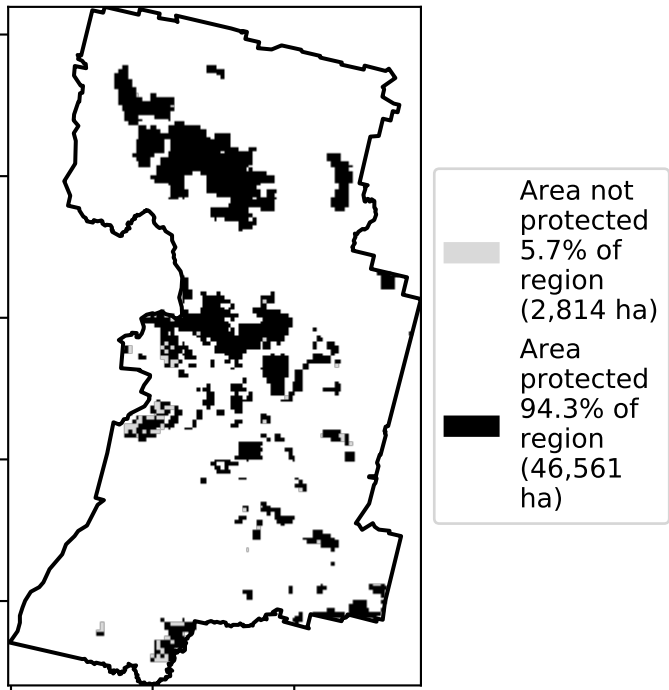 Area not
protected
5.7% of
region
(2,814 ha)
Area
protected
94.3% of
region
(46,561
ha)